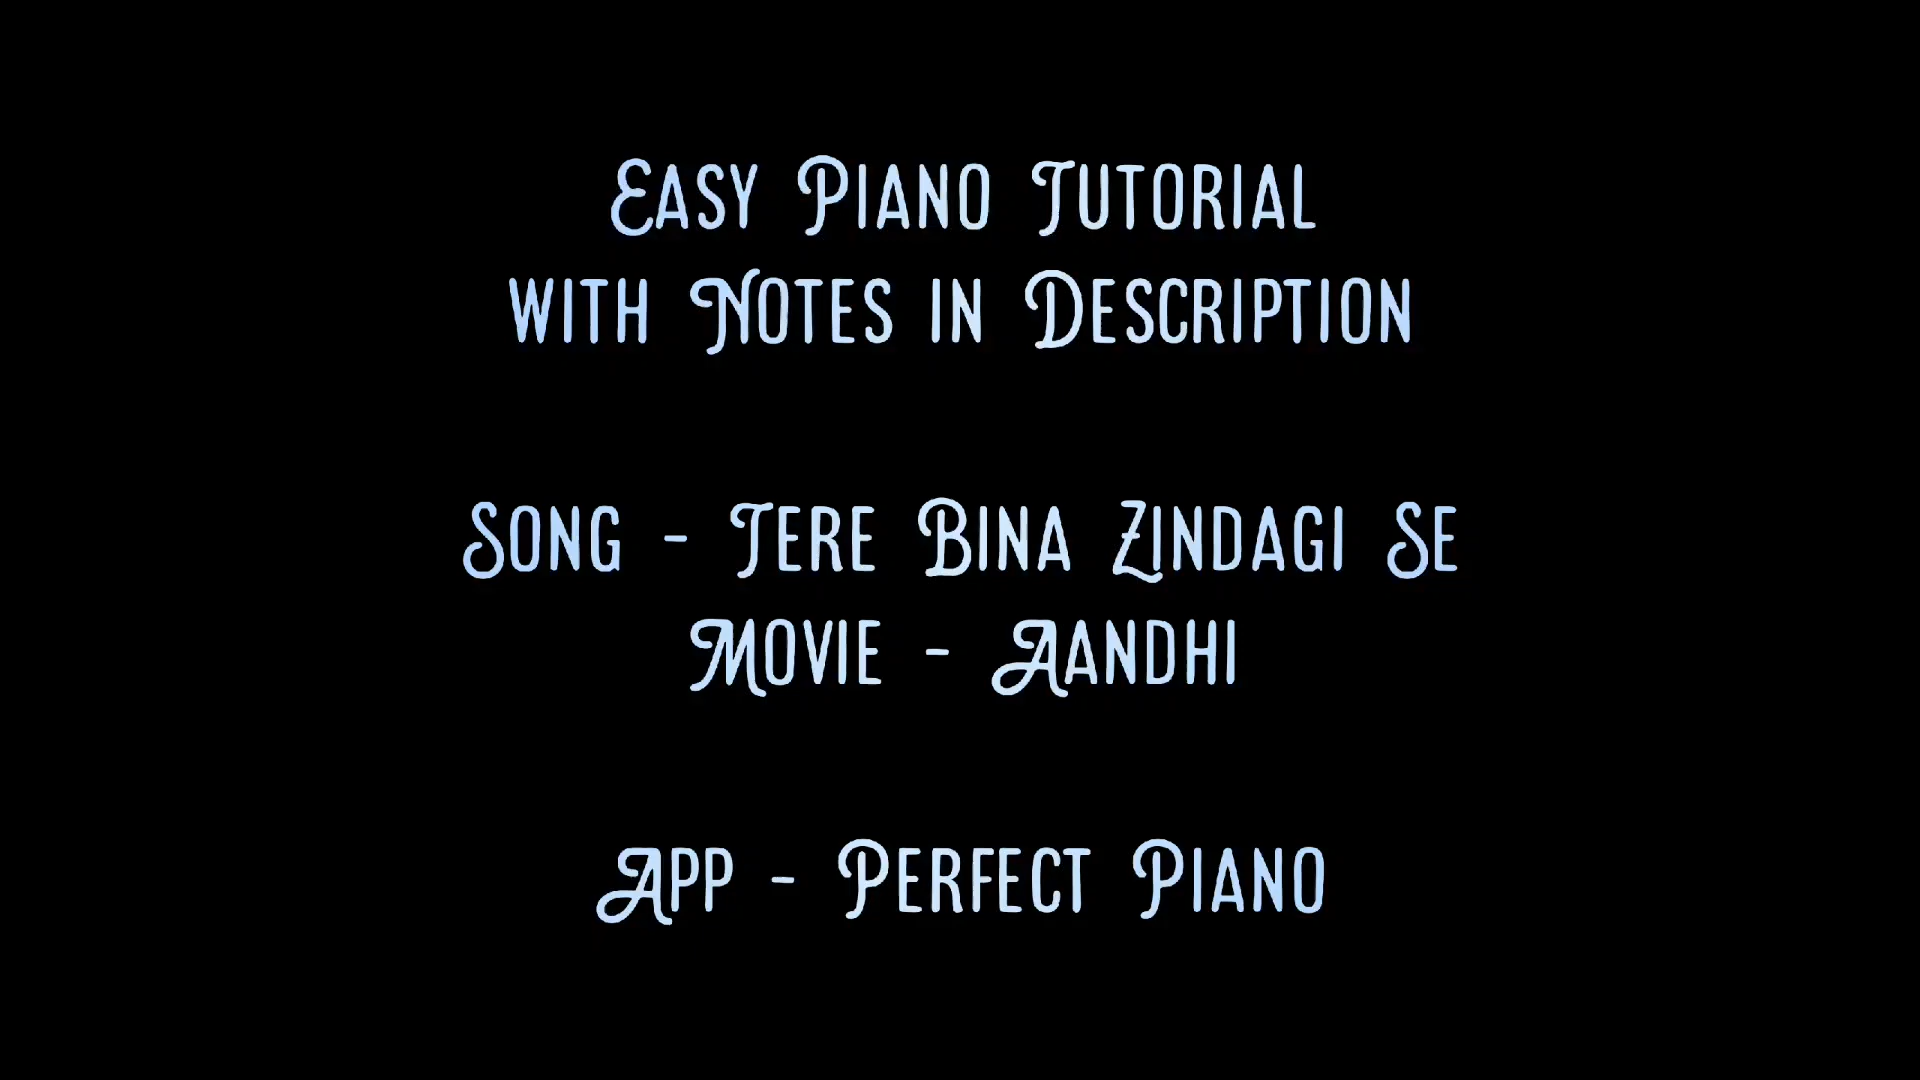 Easy Piano Tutorial
with Notes in Description
Song - Tere Bina Zindagi Se
Movie - Aandhi
App - Perfect Piano